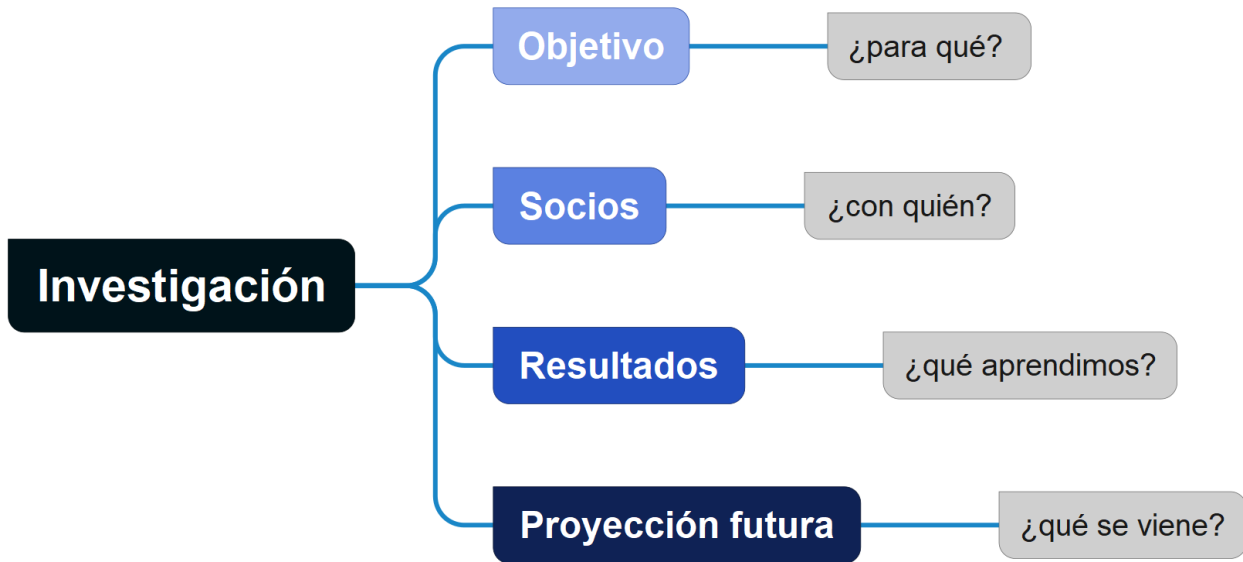 Objetivo
¿para qué?
Socios
¿con quién?
Investigación
Resultados
¿qué aprendimos?
Proyección futura
¿qué se viene?